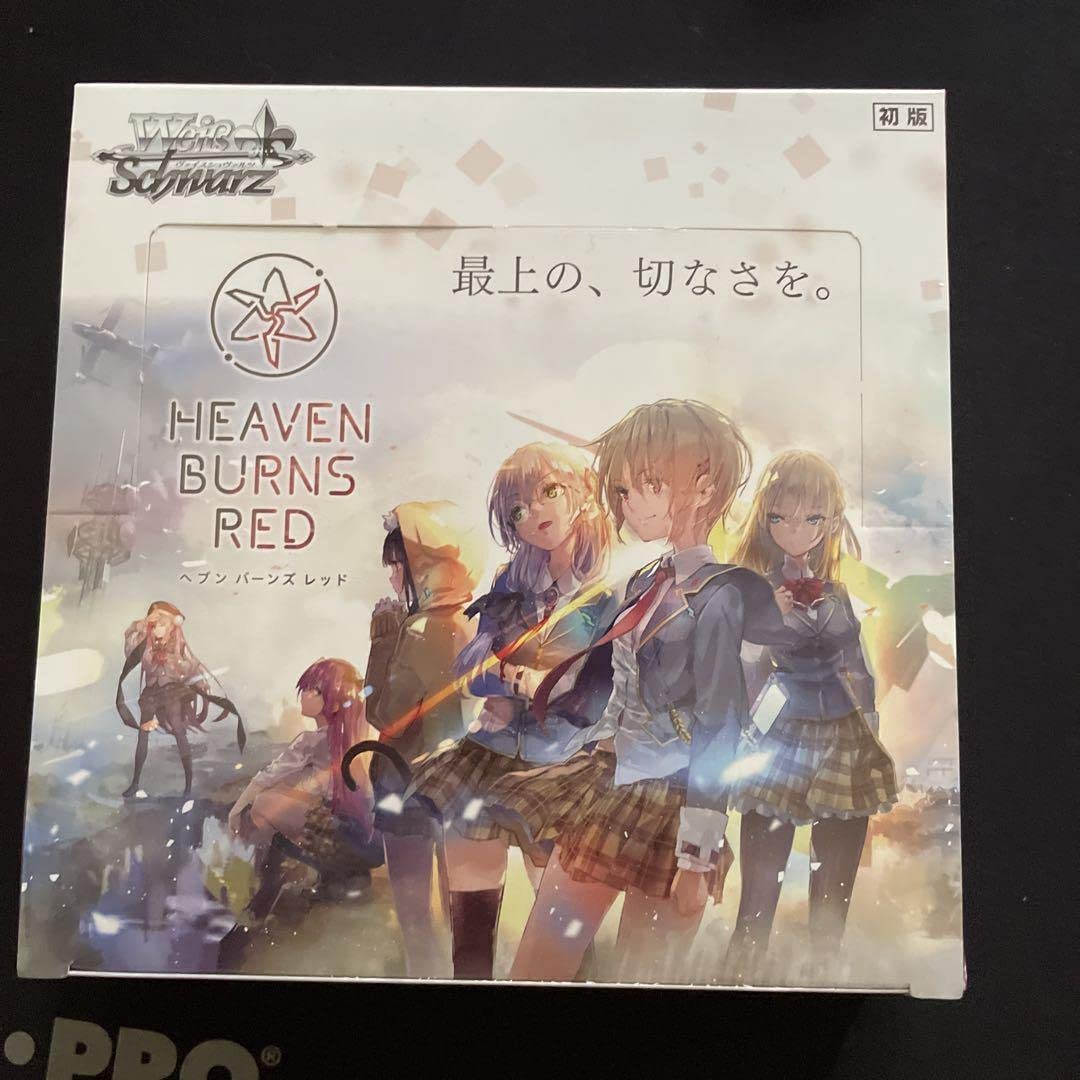 Weiß
ヴァイスシュヴァルツ
Schwarz
初版
最上の、切なさを。
HEAVEN
BURNS
RED
ヘブン バーンズ レッド
PRO®